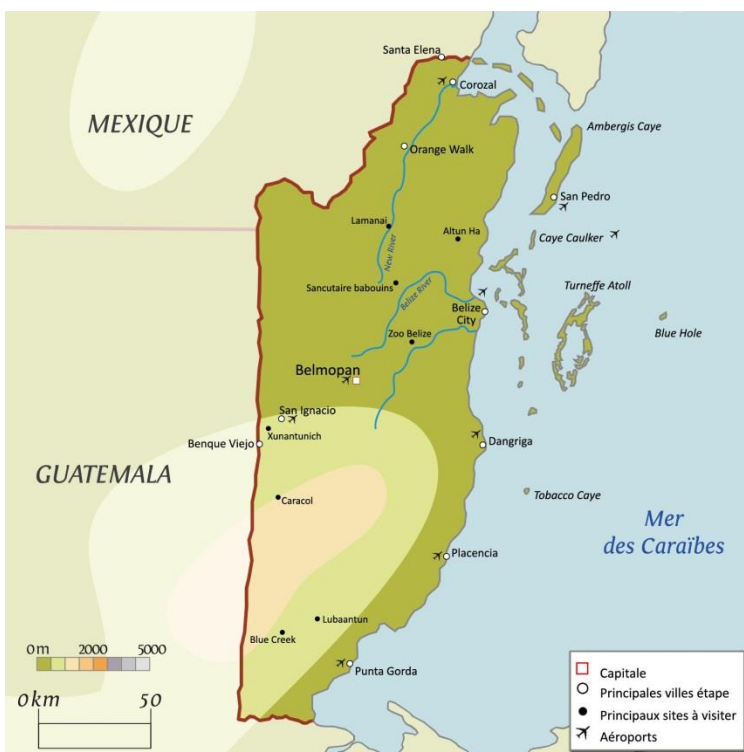 Santa Elena
Corozal
MEXIQUE
Ambergis Caye
Orange Walk
San Pedro
Lamanai
Altun Ha
Caye Caulker
New River
Sancutaire babouins
Belize River
Turneffe Atoll
Belize
City
Blue Hole
Zoo Belize
Belmopan
San Ignacio
Xunantunich
Benque Viejo
Dangriga
GUATEMALA
Caracol
Tobacco Caye
Mer
des Caraïbes
Placencia
Lubaantun
Blue Creek
Punta Gorda
0 m 2000 5000
0 km 50
Capitale
Principales villes étape
Principaux sites à visiter
Aéroports